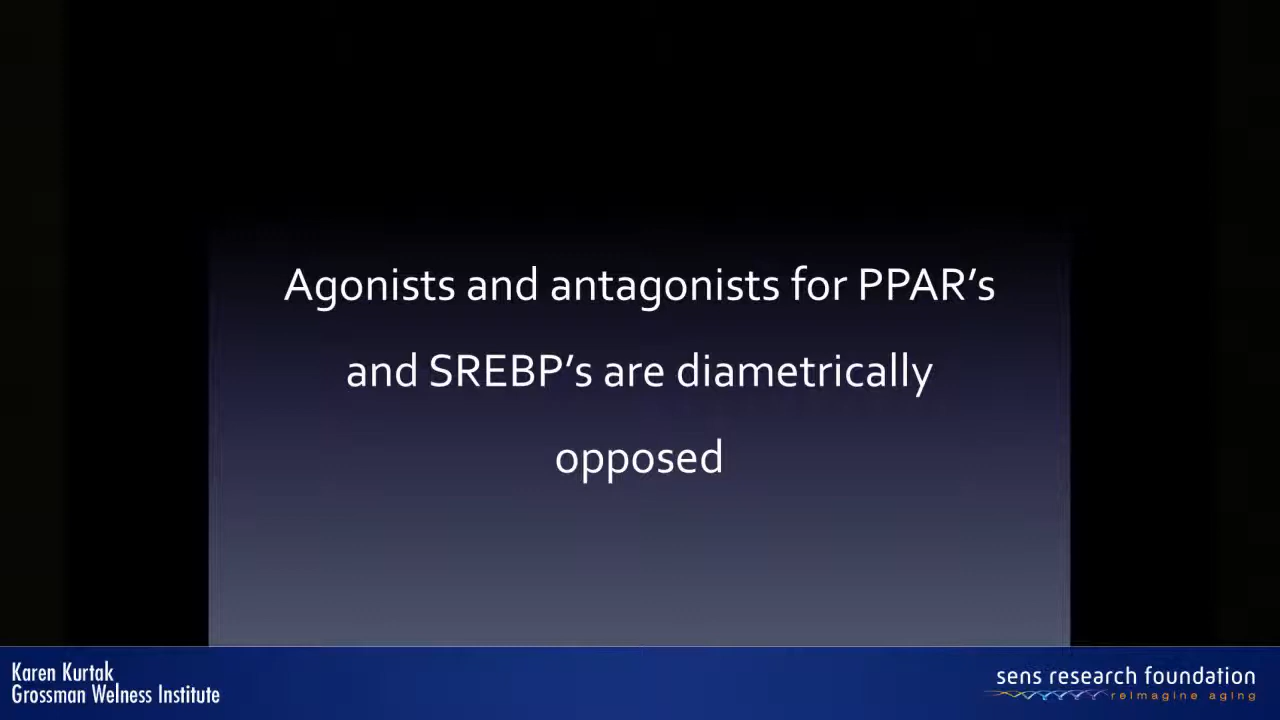 Agonists and antagonists for PPAR’s
and SREBP’s are diametrically
opposed
Karen Kurtak
Grossman Welness Institute
sens research foundation
reimagine aging